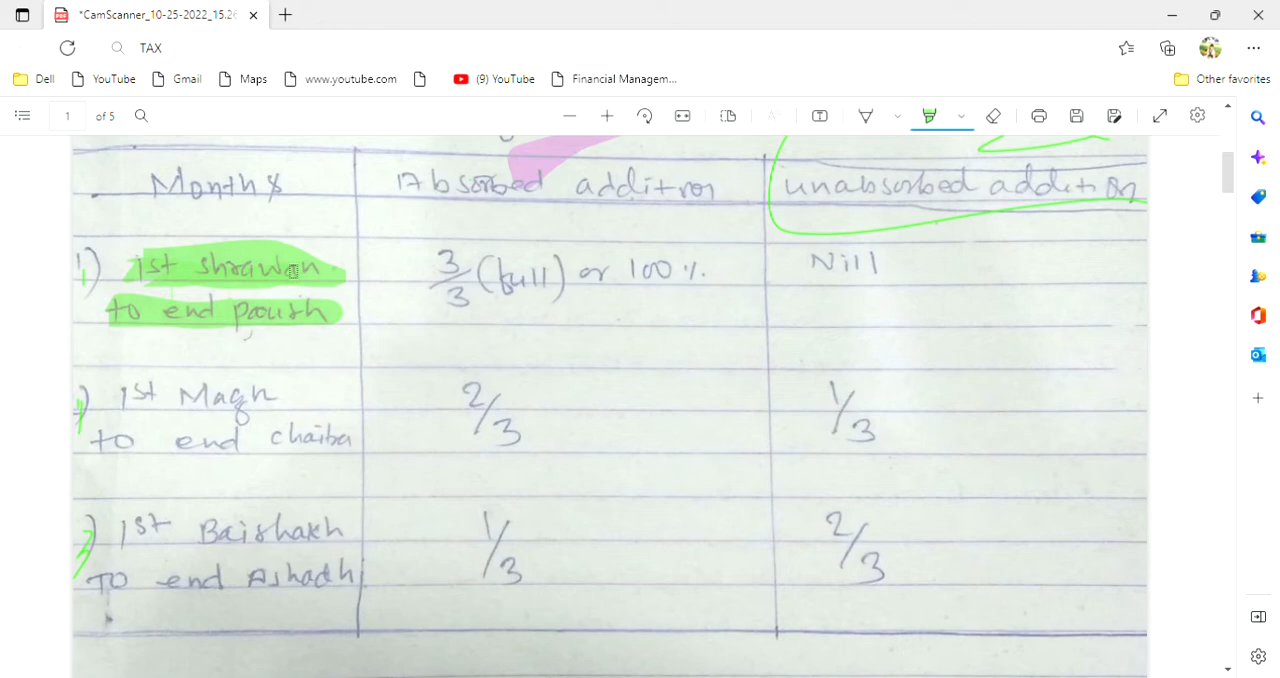 *CamScanner_10-25-2022_15.26
TAX
Dell
YouTube
Gmail
Maps
www.youtube.com
(9) YouTube
Financial Managem...
Other favorites
1 of 5
Months
Absorbed addition
unabsorbed addition
1) 1st Shrawan
to end poush
3/3 (full) or 100 %.
Nill
2) 1st Magh
to end chaitra
2/3
1/3
3) 1st Baishakh
To end Ashadh
1/3
2/3